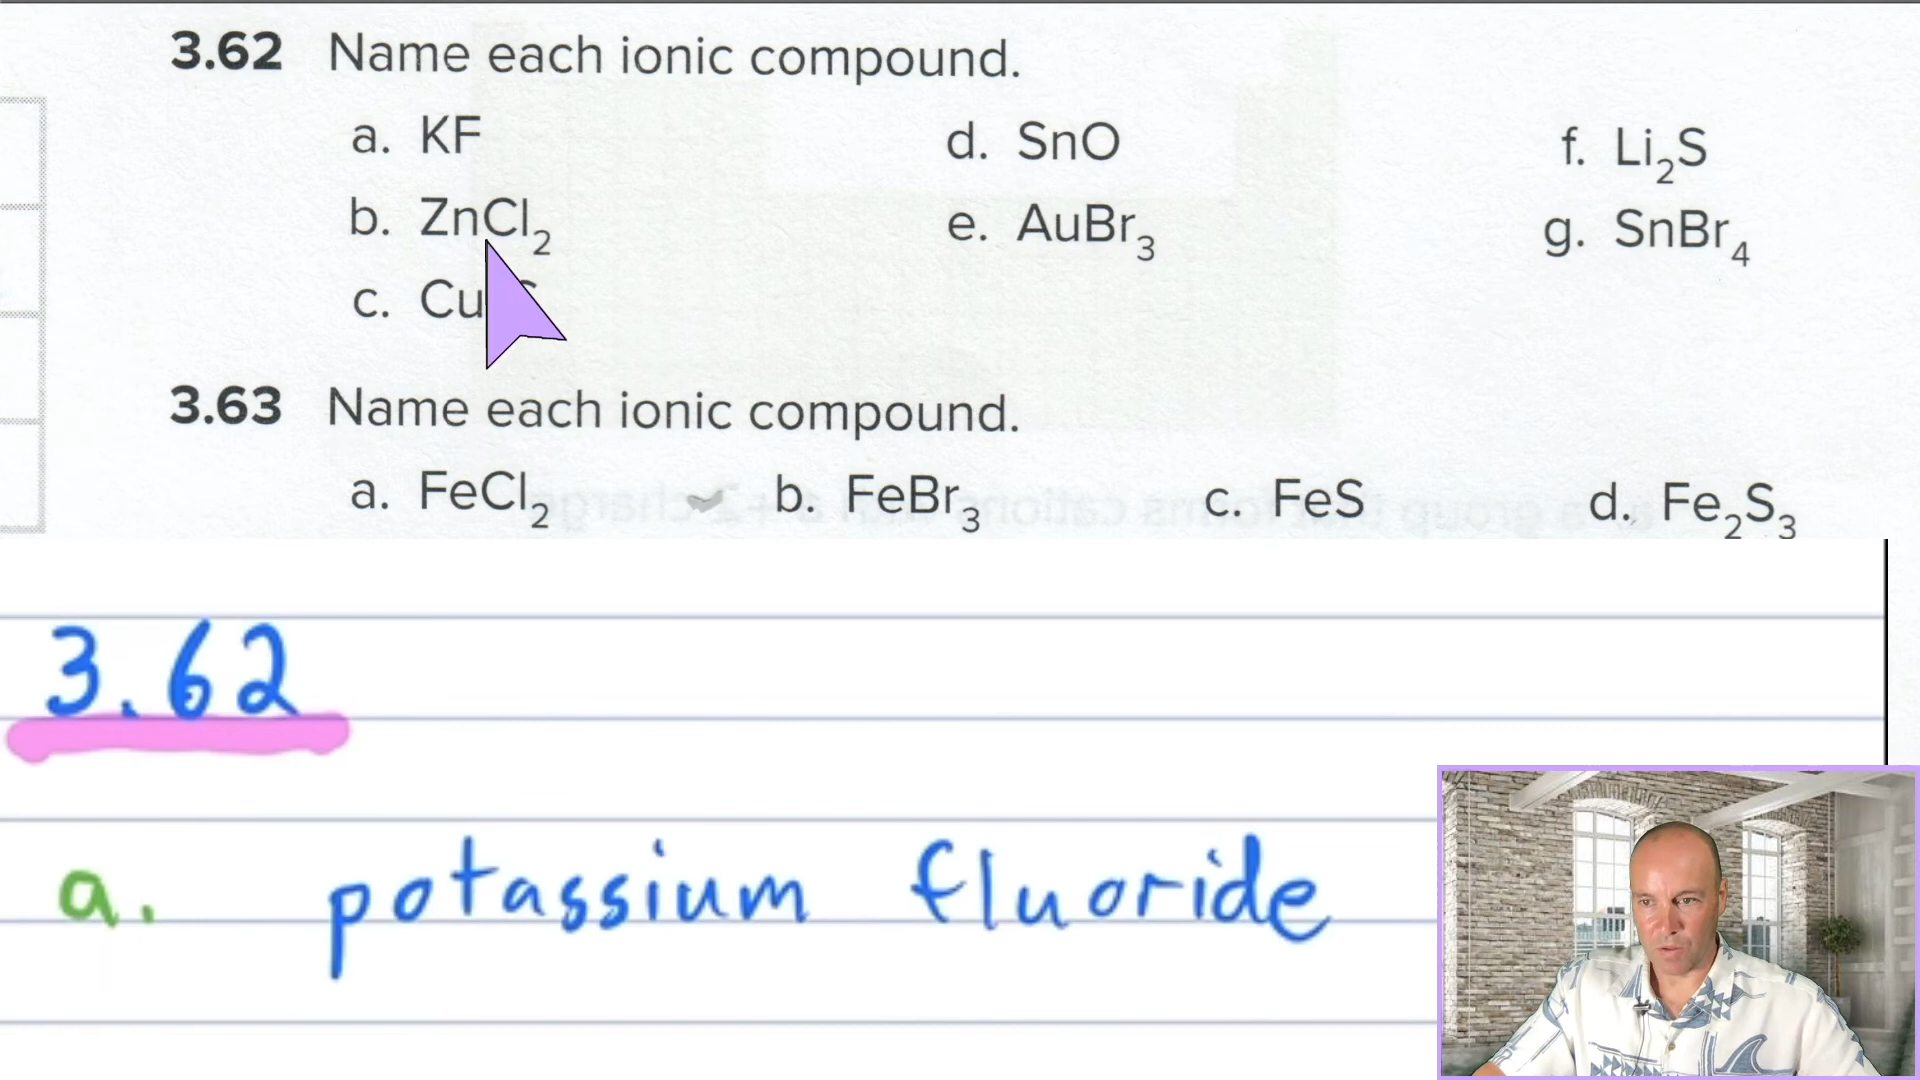 3.62 Name each ionic compound.
a. KF d. SnO f. Li₂S
b. ZnCl₂ e. AuBr₃ g. SnBr₄
c. Cu
3.63 Name each ionic compound.
a. FeCl₂ b. FeBr₃ c. FeS d. Fe₂S₃
3.62
a. potassium fluoride